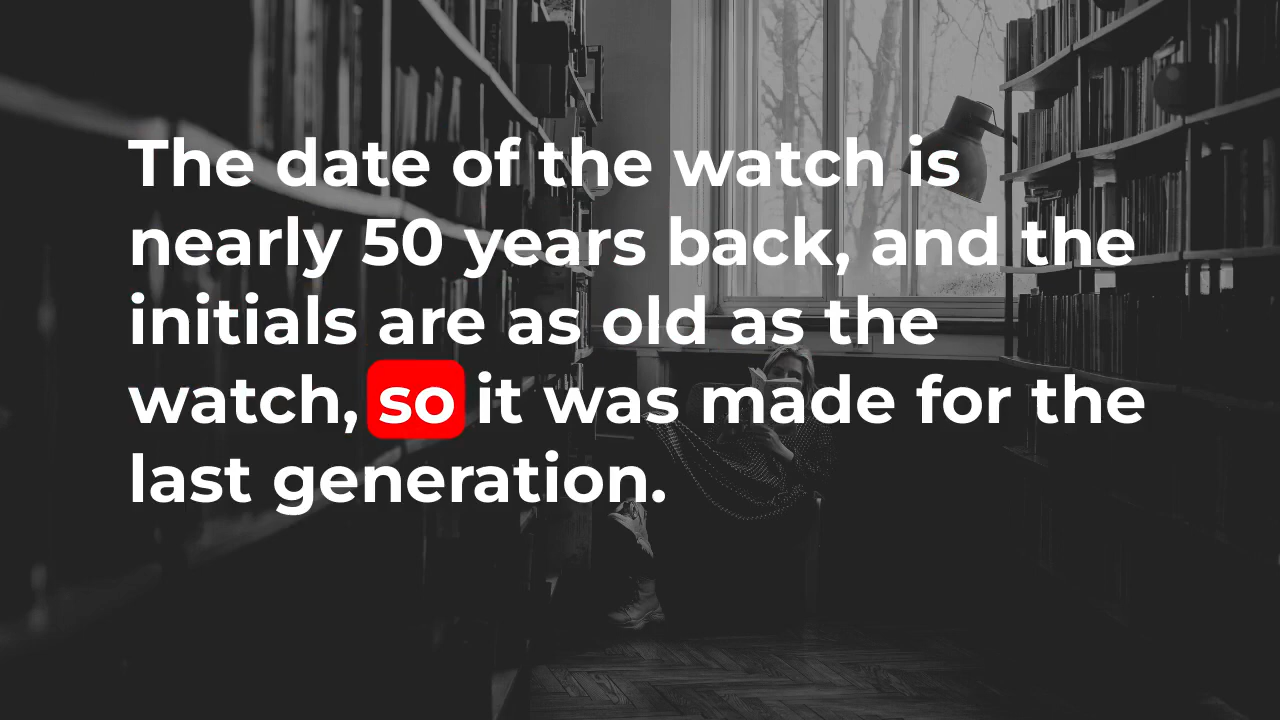 The date of the watch is
nearly 50 years back, and the
initials are as old as the
watch, so it was made for the
last generation.